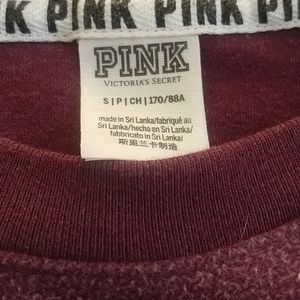 K PINK PINK PINK
PINK
VICTORIA'S SECRET
S | P | CH | 170/88A
made in Sri Lanka/fabriqué au
Sri Lanka/hecho en Sri Lanka/
fabbricato in Sri Lanka/
斯里兰卡制造